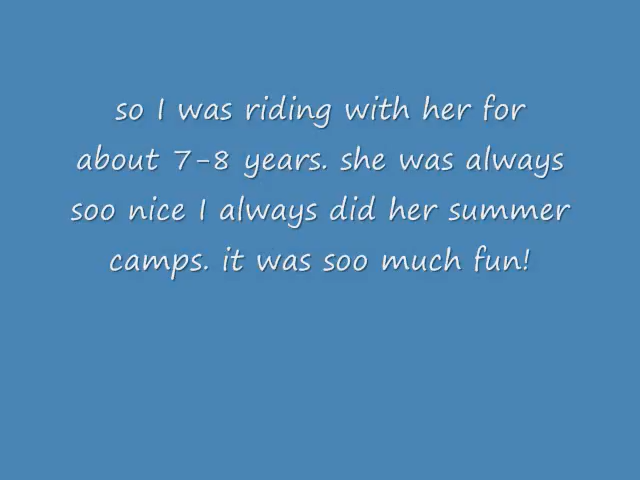 so I was riding with her for
about 7-8 years. she was always
soo nice I always did her summer
camps. it was soo much fun!